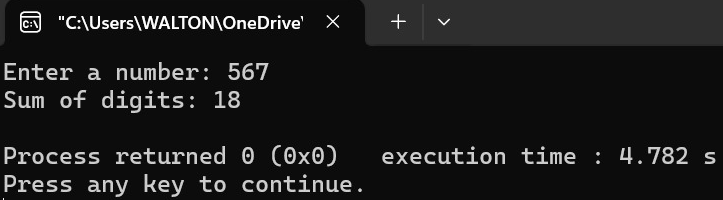 "C:\Users\WALTON\OneDrive\
Enter a number: 567
Sum of digits: 18
Process returned 0 (0x0)   execution time : 4.782 s
Press any key to continue.